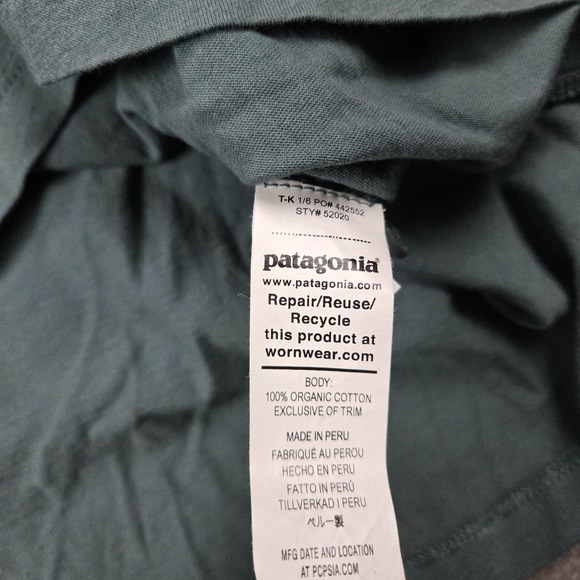 T-K 1/6 PO# 442552
STY# 52020
patagonia®
www.patagonia.com
Repair/Reuse/
Recycle
this product at
wornwear.com
BODY:
100% ORGANIC COTTON
EXCLUSIVE OF TRIM
MADE IN PERU
FABRIQUÉ AU PEROU
HECHO EN PERU
FATTO IN PERÙ
TILLVERKAD I PERU
ペルー製
MFG DATE AND LOCATION
AT PCPSIA.COM